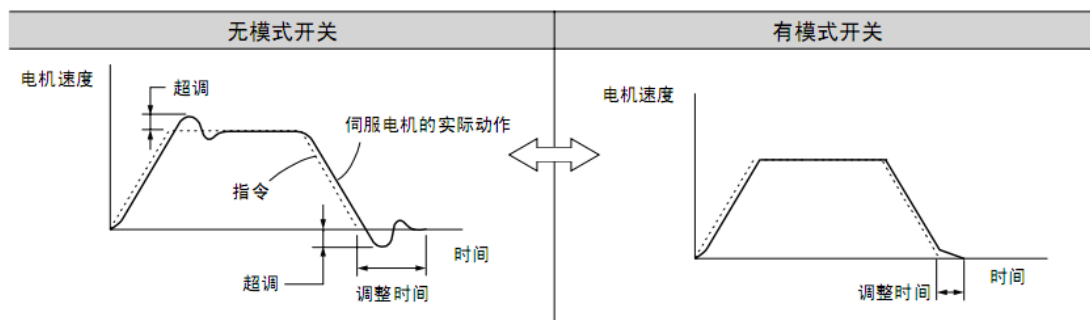 无模式开关
有模式开关
电机速度
超调
伺服电机的实际动作
指令
时间
超调
调整时间
电机速度
时间
调整时间